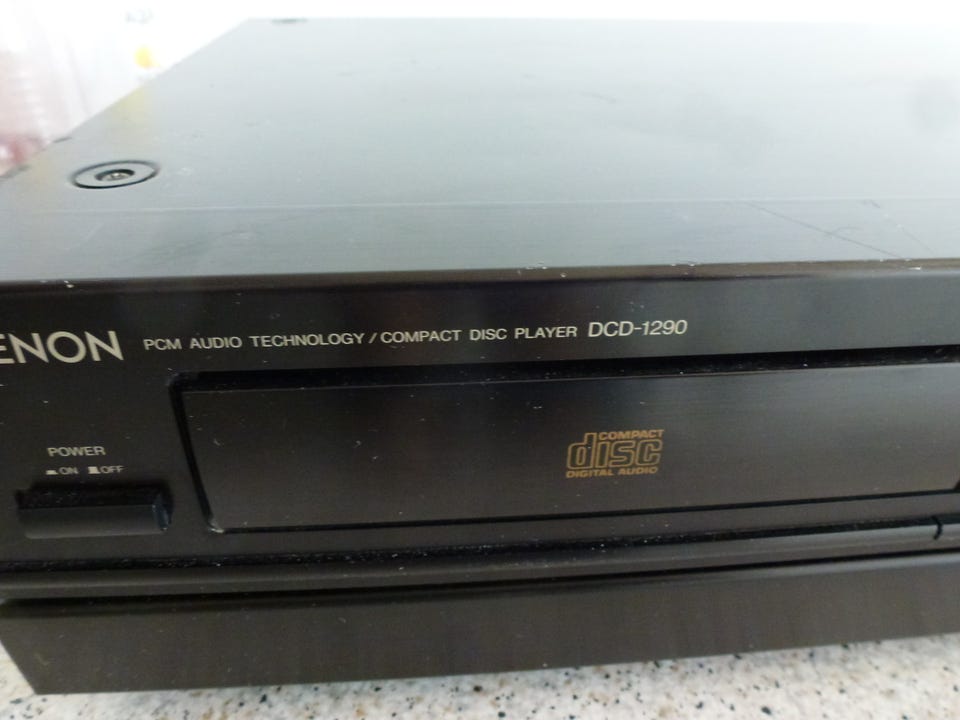 ENON PCM AUDIO TECHNOLOGY / COMPACT DISC PLAYER DCD-1290
POWER
ON OFF
COMPACT
disc
DIGITAL AUDIO